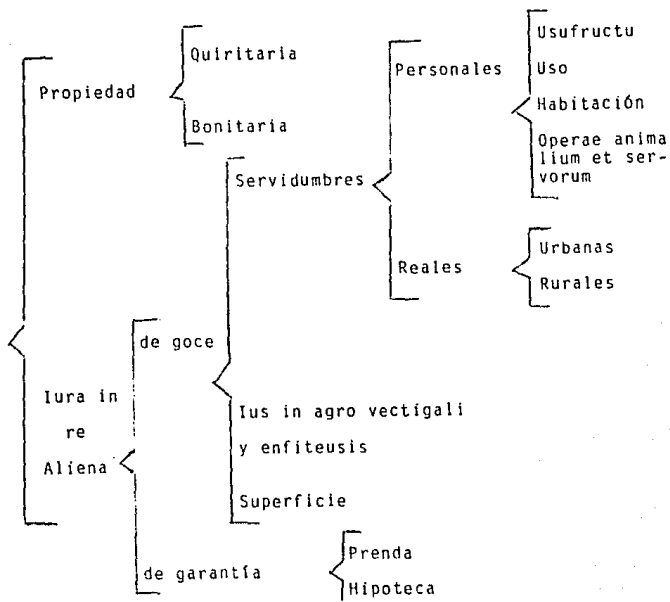 Propiedad
Quiritaria
Bonitaria
Iura in
re
Aliena
de goce
Servidumbres
Personales
Usufructu
Uso
Habitación
Operae anima
lium et ser-
vorum
Reales
Urbanas
Rurales
Ius in agro vectigali
y enfiteusis
Superficie
de garantía
Prenda
Hipoteca